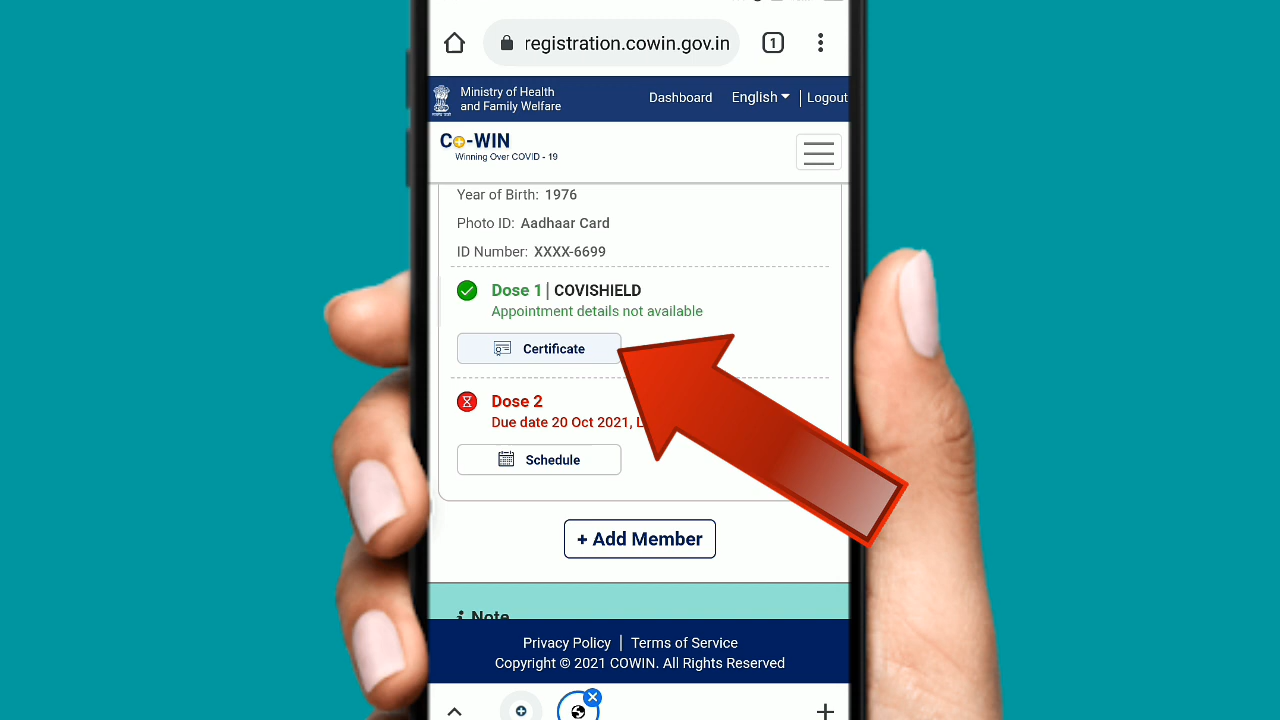 registration.cowin.gov.in
1
Ministry of Health
and Family Welfare
Dashboard
English
Logout
Co-WIN
Winning Over COVID - 19
Year of Birth: 1976
Photo ID: Aadhaar Card
ID Number: XXXX-6699
Dose 1 | COVISHIELD
Appointment details not available
Certificate
Dose 2
Due date 20 Oct 2021,
Schedule
+ Add Member
Note
Privacy Policy | Terms of Service
Copyright © 2021 COWIN. All Rights Reserved